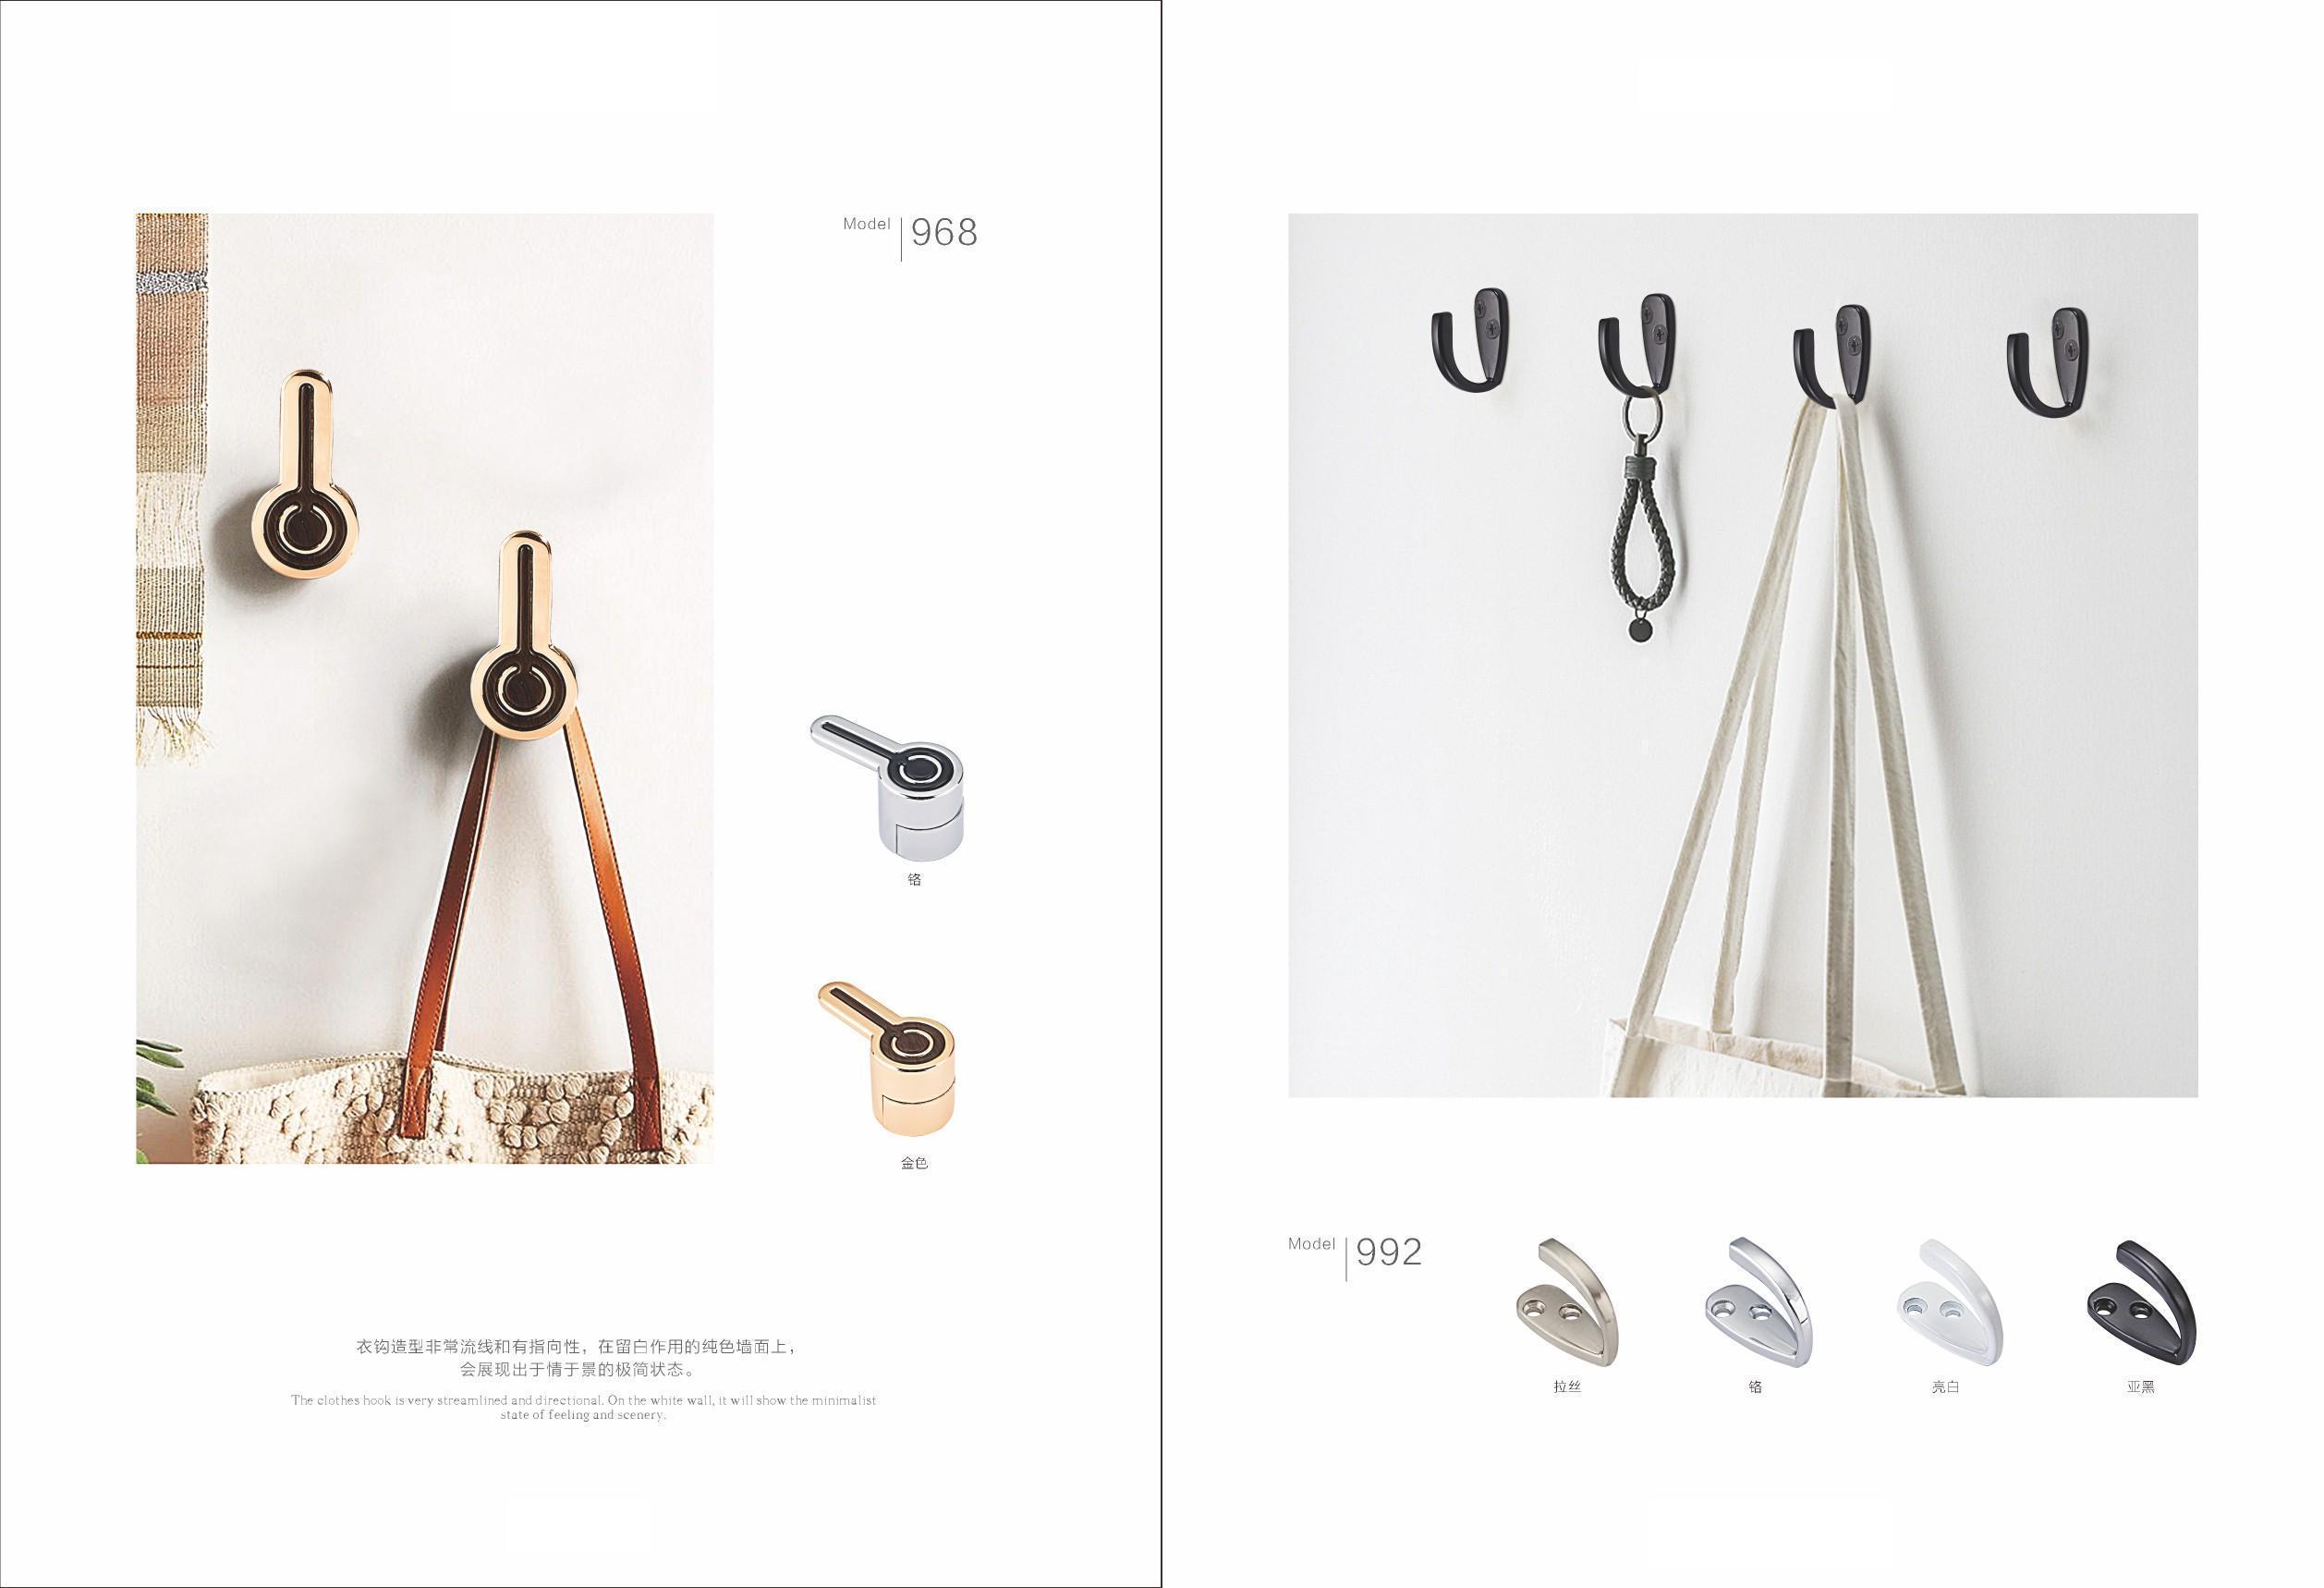 Model 968
铬
金色
衣钩造型非常流线和有指向性，在留白作用的纯色墙面上，
会展现出于情于景的极简状态。
The clothes hook is very streamlined and directional. On the white wall, it will show the minimalist
state of feeling and scenery.
Model 992
拉丝
铬
亮白
亚黑